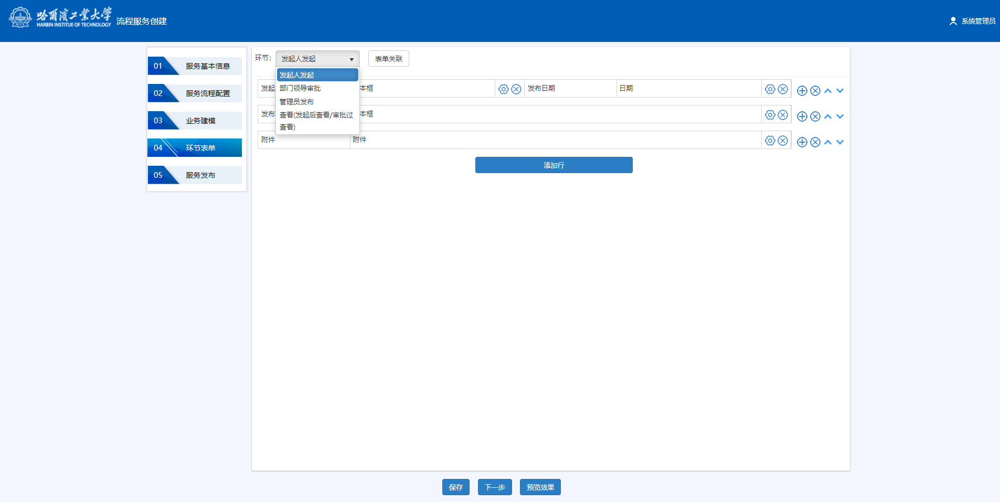 哈爾濱工業大學
HARBIN INSTITUE OF TECHNOLOGY
流程服务创建
系统管理员
01 服务基本信息
02 服务流程配置
03 业务建模
04 环节表单
05 服务发布
环节：
发起人发起
表单关联
发起人发起
部门领导审批
管理员发布
查看(发起后查看/审批过
查看)
发起
本框
发布日期
日期
发布
本框
附件
附件
添加行
保存
下一步
预览效果